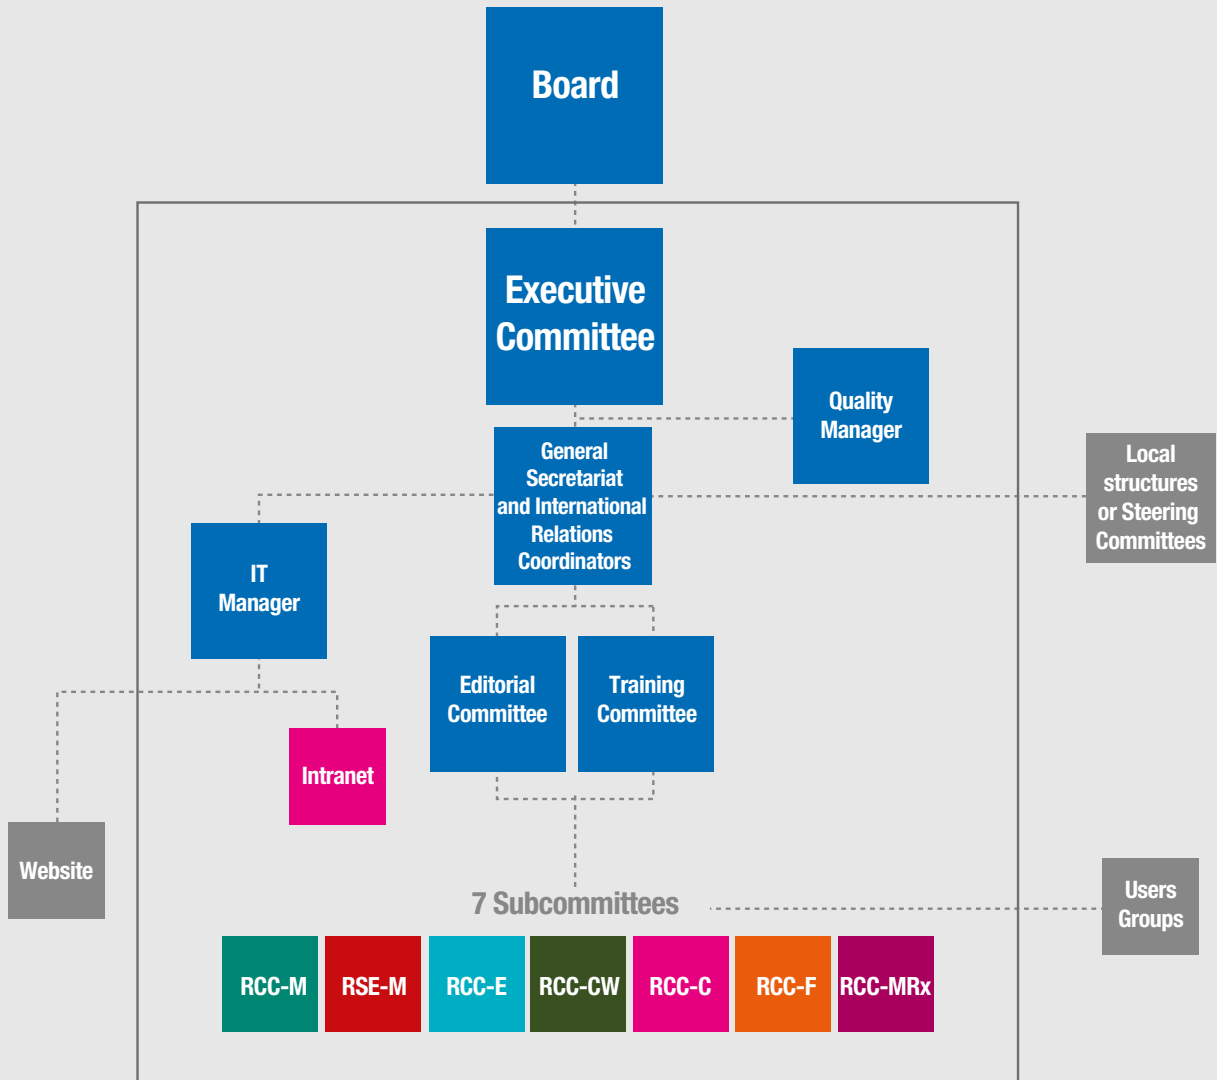 Board
Executive
Committee
Quality
Manager
General
Secretariat
and International
Relations
Coordinators
Local
structures
or Steering
Committees
IT
Manager
Editorial
Committee
Training
Committee
Intranet
Website
7 Subcommittees
Users
Groups
RCC-M
RSE-M
RCC-E
RCC-CW
RCC-C
RCC-F
RCC-MRx